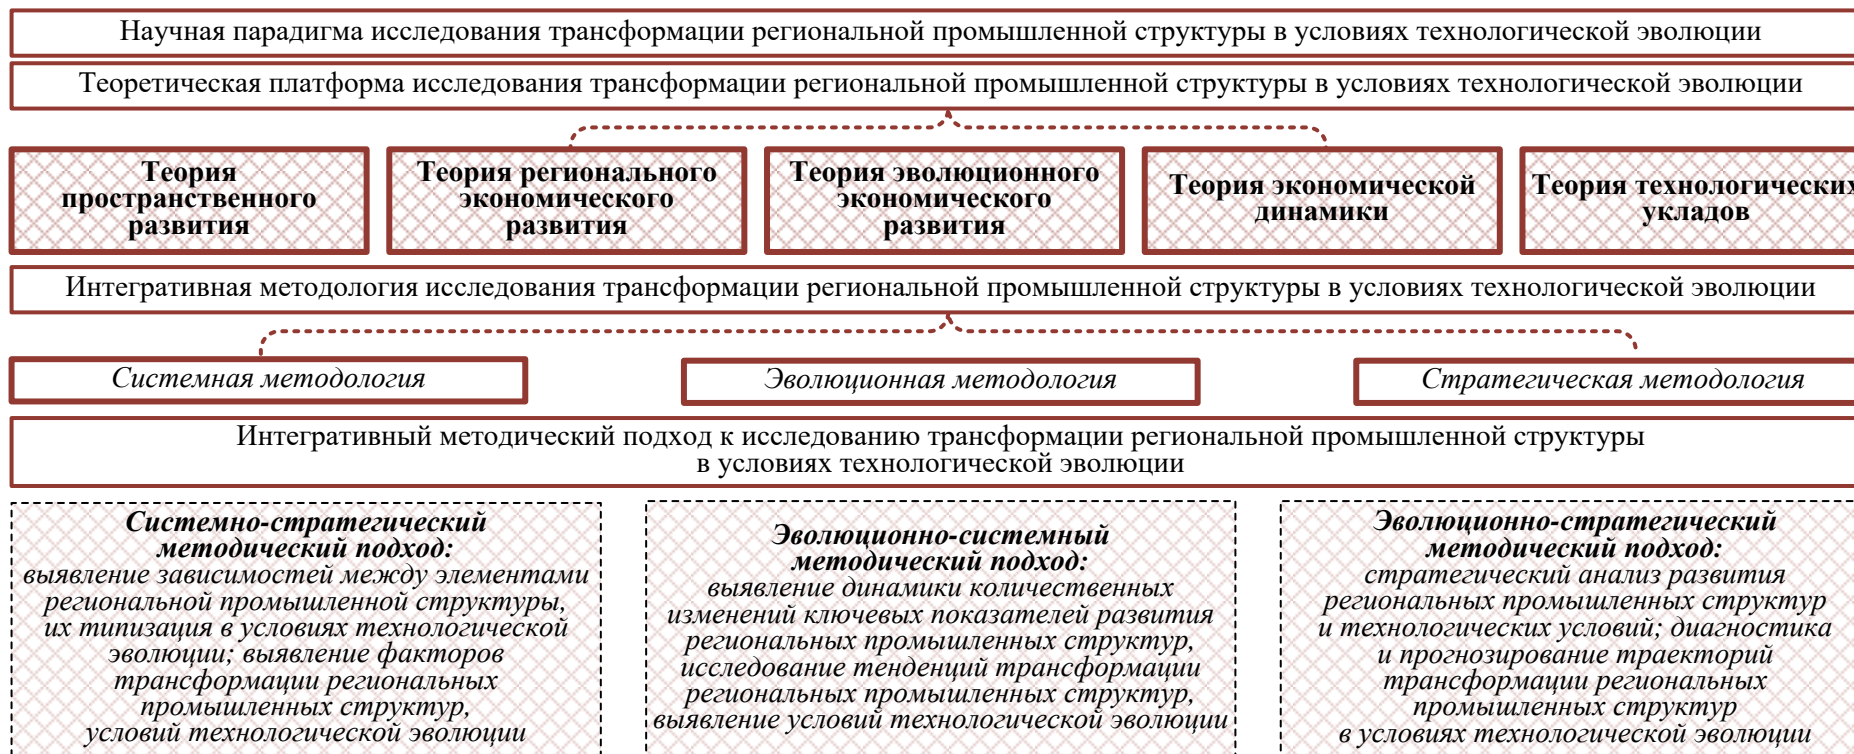 Научная парадигма исследования трансформации региональной промышленной структуры в условиях технологической эволюции
Теоретическая платформа исследования трансформации региональной промышленной структуры в условиях технологической эволюции
Теория
пространственного
развития
Теория регионального
экономического
развития
Теория эволюционного
экономического
развития
Теория экономической
динамики
Теория технологических
укладов
Интегративная методология исследования трансформации региональной промышленной структуры в условиях технологической эволюции
Системная методология
Эволюционная методология
Стратегическая методология
Интегративный методический подход к исследованию трансформации региональной промышленной структуры
в условиях технологической эволюции
Системно-стратегический
методический подход:
выявление зависимостей между элементами
региональной промышленной структуры,
их типизация в условиях технологической
эволюции; выявление факторов
трансформации региональных
промышленных структур,
условий технологической эволюции
Эволюционно-системный
методический подход:
выявление динамики количественных
изменений ключевых показателей развития
региональных промышленных структур,
исследование тенденций трансформации
региональных промышленных структур,
выявление условий технологической эволюции
Эволюционно-стратегический
методический подход:
стратегический анализ развития
региональных промышленных структур
и технологических условий; диагностика
и прогнозирование траекторий
трансформации региональных
промышленных структур
в условиях технологической эволюции